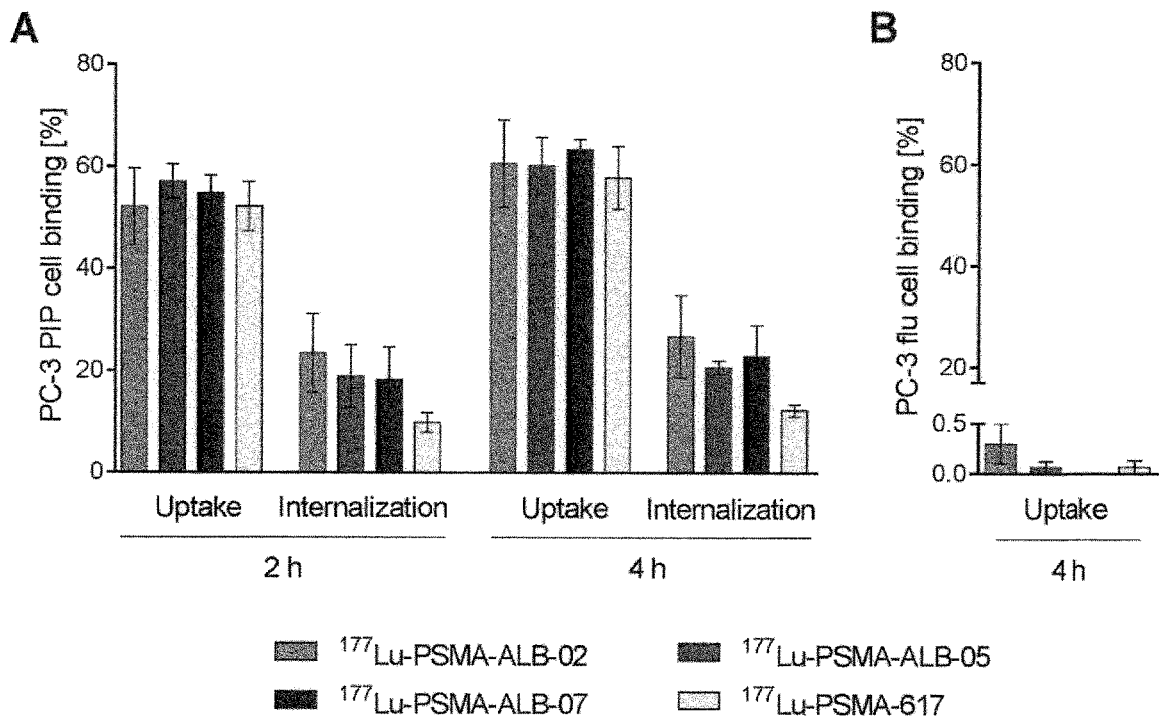 A
PC-3 PIP cell binding [%]
80
60
40
20
0
Uptake
Internalization
Uptake
Internalization
2 h
4 h
B
PC-3 flu cell binding [%]
80
60
40
20
0.5
0.0
Uptake
4 h
¹⁷⁷Lu-PSMA-ALB-02
¹⁷⁷Lu-PSMA-ALB-05
¹⁷⁷Lu-PSMA-ALB-07
¹⁷⁷Lu-PSMA-617